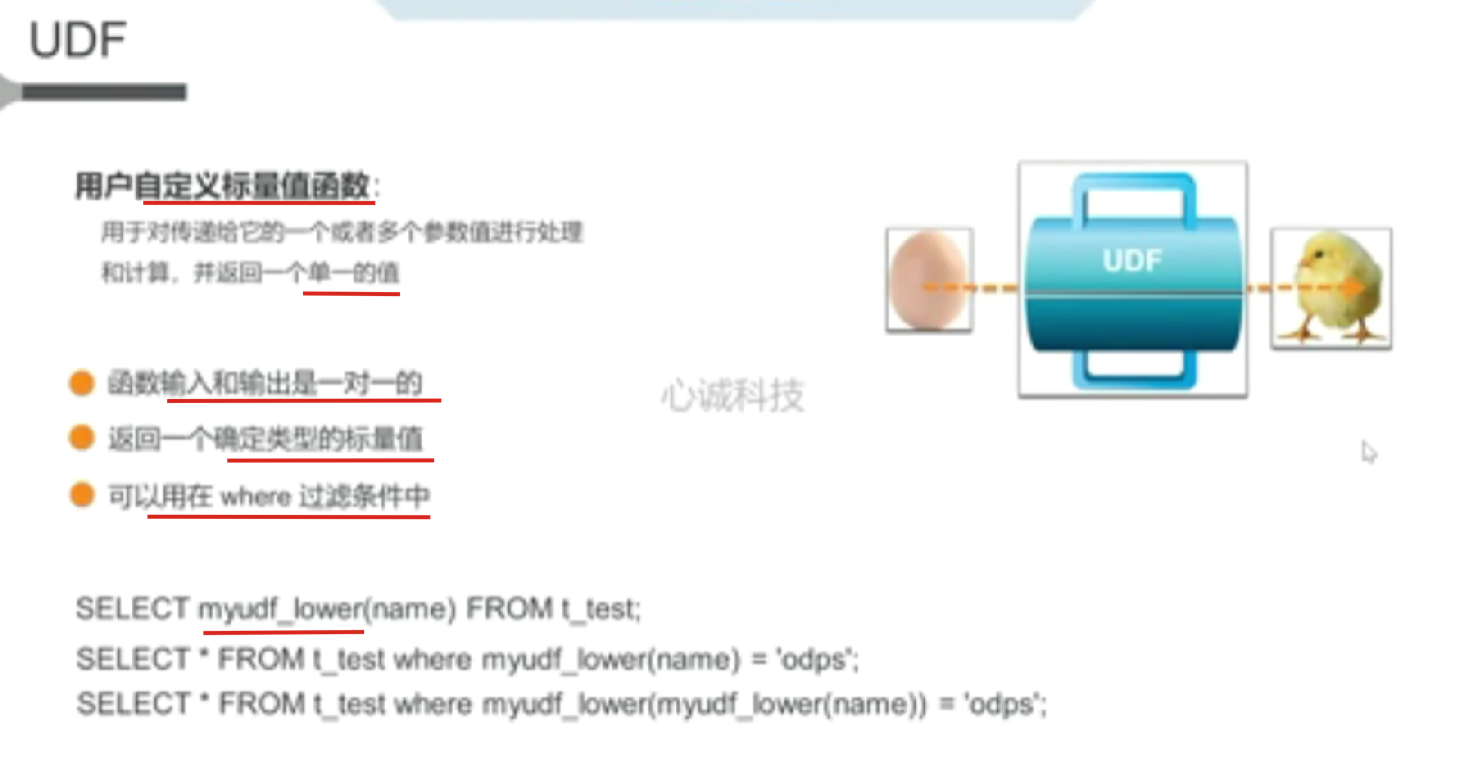 UDF
用户自定义标量值函数:
用于对传递给它的一个或者多个参数值进行处理
和计算，并返回一个单一的值
UDF
函数输入和输出是一对一的
返回一个确定类型的标量值
可以用在 where 过滤条件中
心诚科技
SELECT myudf_lower(name) FROM t_test;
SELECT * FROM t_test where myudf_lower(name) = 'odps';
SELECT * FROM t_test where myudf_lower(myudf_lower(name)) = 'odps';